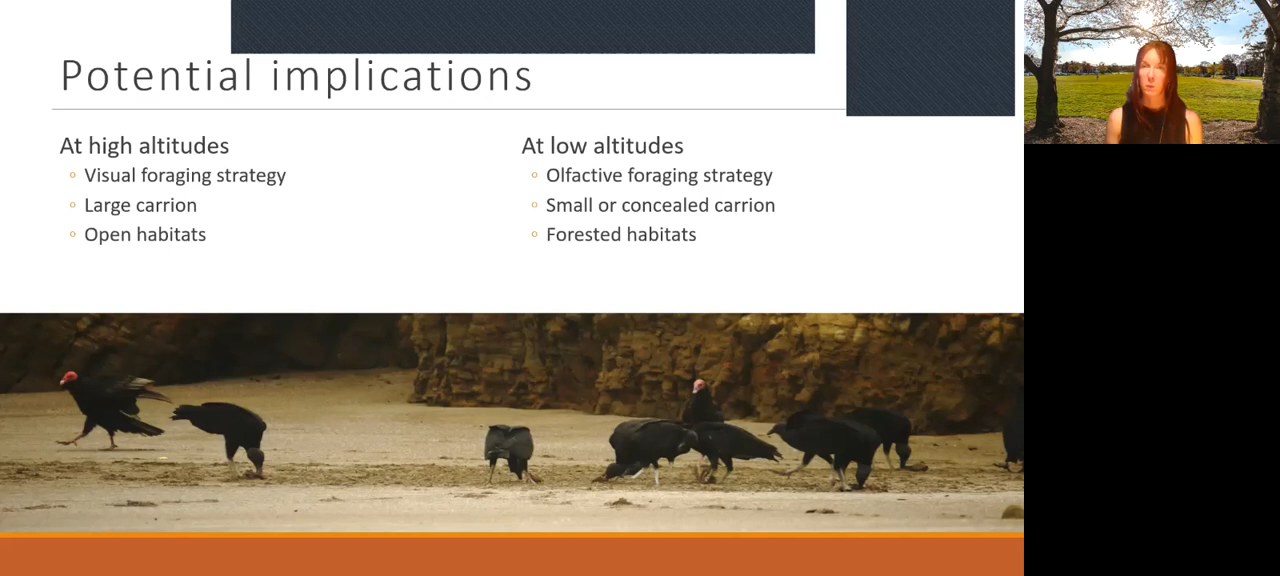 Potential implications
At high altitudes
Visual foraging strategy
Large carrion
Open habitats
At low altitudes
Olfactive foraging strategy
Small or concealed carrion
Forested habitats